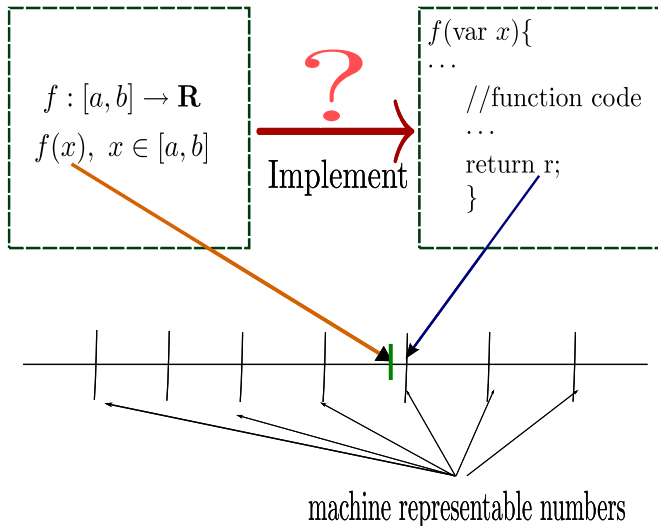 f : [a, b] → R
f(x), x ∈ [a, b]
?
Implement
f(var x){
...
//function code
...
return r;
}
machine representable numbers